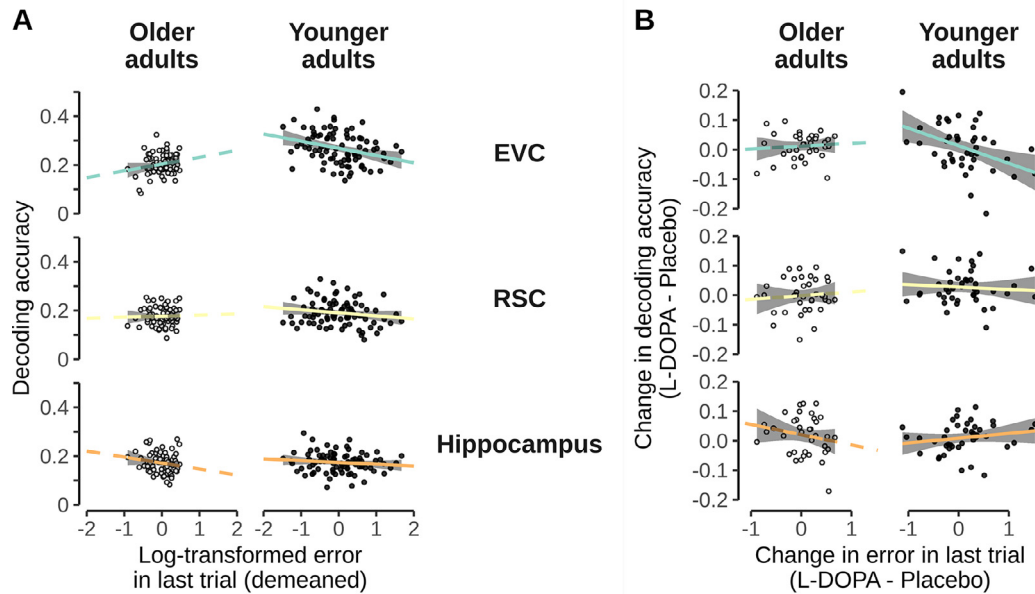 A
Older
adults
Younger
adults
Decoding accuracy
0.4
0.2
0
EVC
0.4
0.2
0
RSC
0.4
0.2
0
Hippocampus
-2 -1 0 1 2
-2 -1 0 1 2
Log-transformed error
in last trial (demeaned)
B
Older
adults
Younger
adults
Change in decoding accuracy
(L-DOPA - Placebo)
0.2
0.1
0.0
-0.1
-0.2
0.2
0.1
0.0
-0.1
-0.2
0.2
0.1
0.0
-0.1
-0.2
-1 0 1
-1 0 1
Change in error in last trial
(L-DOPA - Placebo)